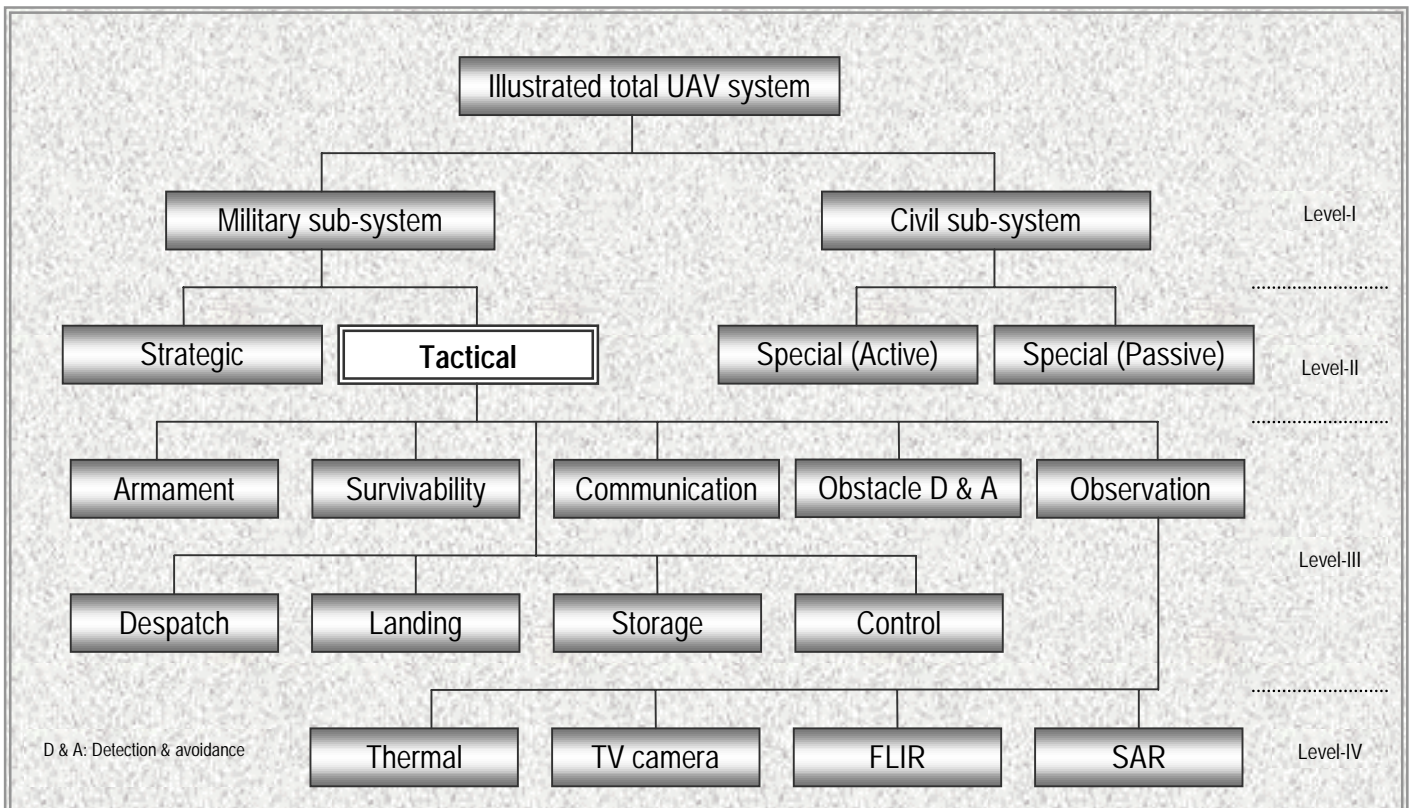 Illustrated total UAV system
Military sub-system
Civil sub-system
Level-I
Strategic
Tactical
Special (Active)
Special (Passive)
Level-II
Armament
Survivability
Communication
Obstacle D & A
Observation
Level-III
Despatch
Landing
Storage
Control
D & A: Detection & avoidance
Thermal
TV camera
FLIR
SAR
Level-IV